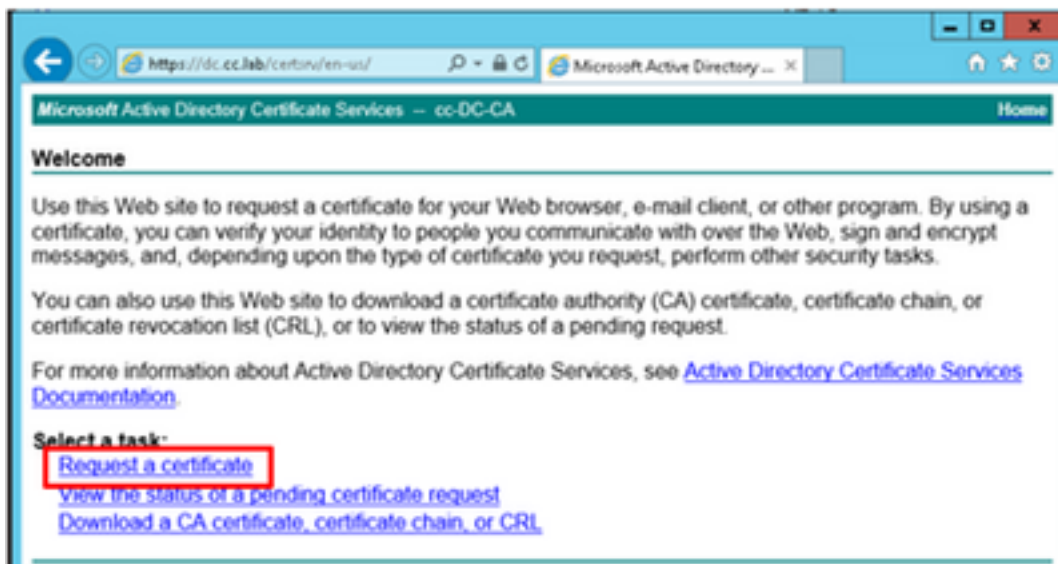 https://dc.cc.lab/certsrv/en-us/
Microsoft Active Directory ...
Microsoft Active Directory Certificate Services -- cc-DC-CA
Home
Welcome
Use this Web site to request a certificate for your Web browser, e-mail client, or other program. By using a
certificate, you can verify your identity to people you communicate with over the Web, sign and encrypt
messages, and, depending upon the type of certificate you request, perform other security tasks.
You can also use this Web site to download a certificate authority (CA) certificate, certificate chain, or
certificate revocation list (CRL), or to view the status of a pending request.
For more information about Active Directory Certificate Services, see Active Directory Certificate Services
Documentation.
Select a task:
Request a certificate
View the status of a pending certificate request
Download a CA certificate, certificate chain, or CRL